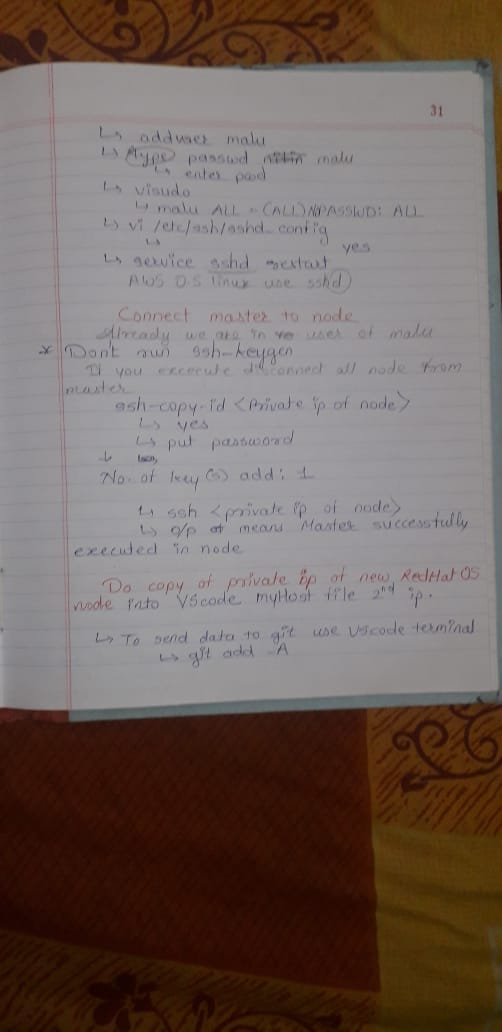 31
↳ adduser malu
↳ type passwd malu
↳ enter pwd
↳ visudo
↳ malu ALL = (ALL) NOPASSWD: ALL
↳ vi /etc/ssh/sshd_config
↳ yes
↳ service sshd restart
AWS O.S linux use sshd
Connect master to node
Already we are in user of malu
* Don't run ssh-keygen
If you excecute disconnect all node from
master
ssh-copy-id <Private ip of node>
↳ yes
↳ put password
↓
No. of key(s) add: 1
↳ ssh <private ip of node>
↳ o/p means Master successfully
executed in node
Do copy of private ip of new RedHat OS
node into VScode myHost file 2nd ip.
↳ To send data to git use VScode terminal
↳ git add -A